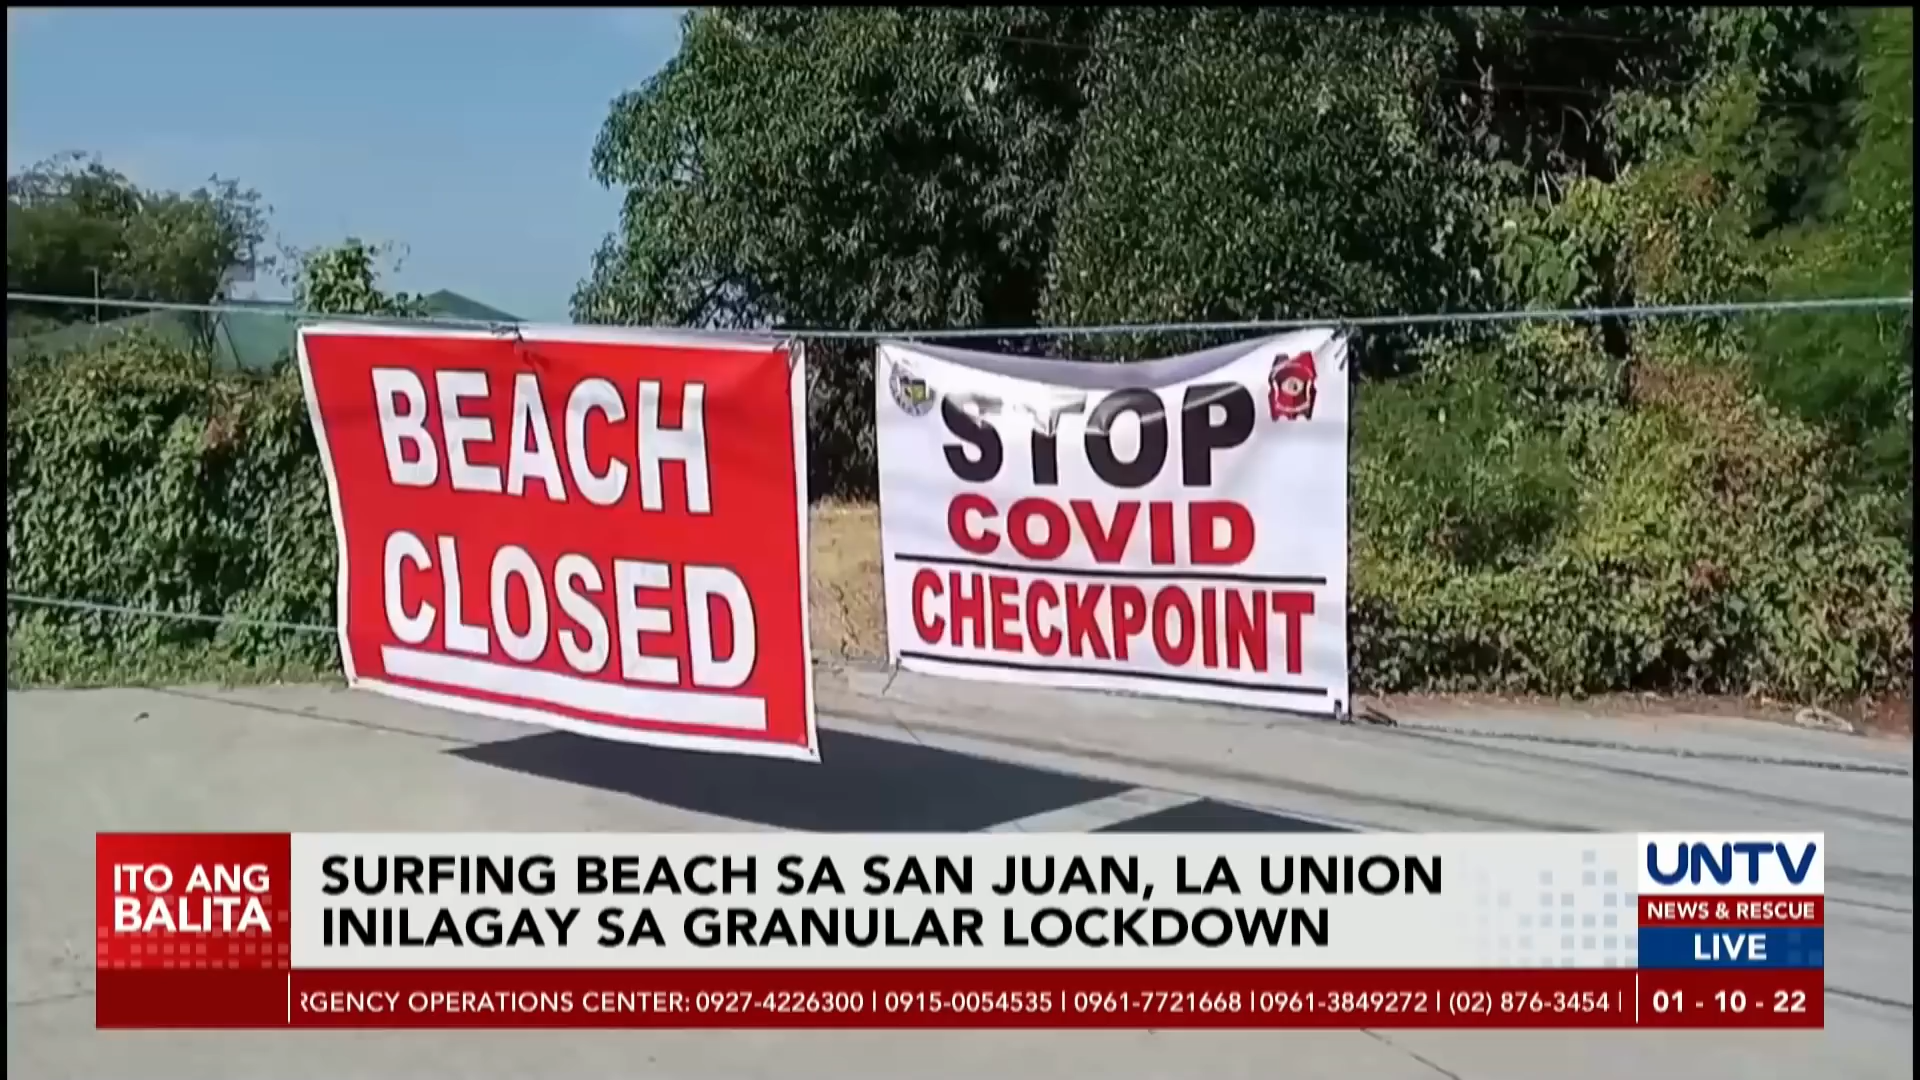 BEACH
CLOSED
STOP
COVID
CHECKPOINT
ITO ANG
BALITA
SURFING BEACH SA SAN JUAN, LA UNION
INILAGAY SA GRANULAR LOCKDOWN
UNTV
NEWS & RESCUE
LIVE
RGENCY OPERATIONS CENTER: 0927-4226300 | 0915-0054535 | 0961-7721668 | 0961-3849272 | (02) 876-3454 |
01 - 10 - 22